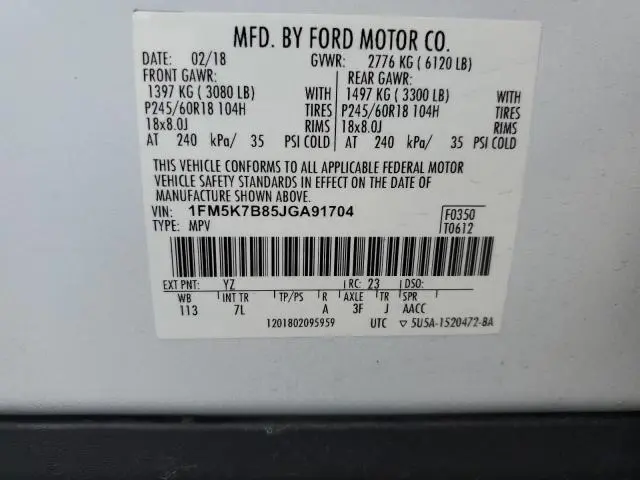 MFD. BY FORD MOTOR CO.
DATE: 02/18 GVWR: 2776 KG ( 6120 LB)
FRONT GAWR: REAR GAWR:
1397 KG ( 3080 LB) WITH 1497 KG ( 3300 LB) WITH
P245/60R18 104H TIRES P245/60R18 104H TIRES
18x8.0J RIMS 18x8.0J RIMS
AT 240 kPa/ 35 PSI COLD AT 240 kPa/ 35 PSI COLD
THIS VEHICLE CONFORMS TO ALL APPLICABLE FEDERAL MOTOR
VEHICLE SAFETY STANDARDS IN EFFECT ON THE DATE OF
MANUFACTURE SHOWN ABOVE.
VIN: 1FM5K7B85JGA91704 F0350
TYPE: MPV T0612
EXT PNT: YZ RC: 23 DSO:
WB INT TR TP/PS R AXLE TR SPR
113 7L A 3F J AACC
1201802095959 UTC ▽ 5U5A-1520472-BA